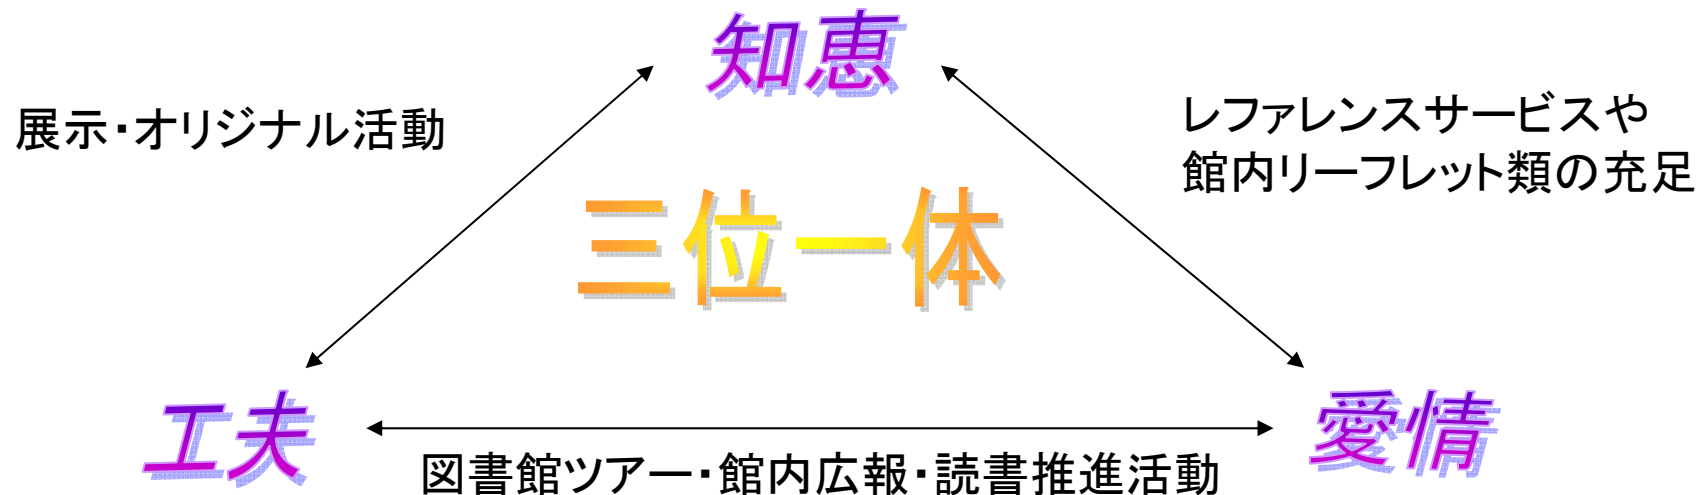 知恵
展示・オリジナル活動
レファレンスサービスや
館内リーフレット類の充足
三位一体
工夫
愛情
図書館ツアー・館内広報・読書推進活動